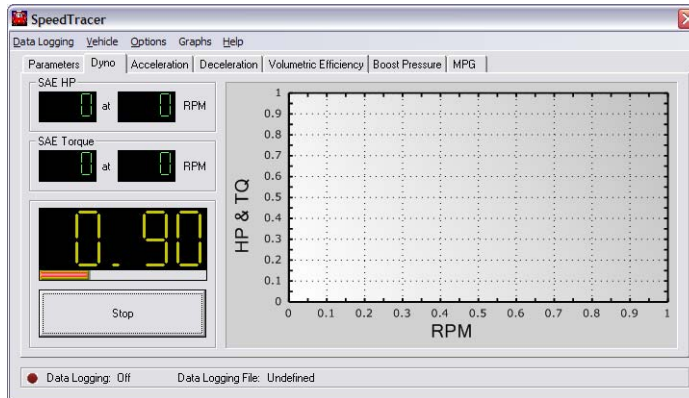 SpeedTracer
Data Logging Vehicle Options Graphs Help
Parameters Dyno Acceleration Deceleration Volumetric Efficiency Boost Pressure MPG
SAE HP
0 at 0 RPM
SAE Torque
0 at 0 RPM
0.90
Stop
HP & TQ
1
0.9
0.8
0.7
0.6
0.5
0.4
0.3
0.2
0.1
0
0 0.1 0.2 0.3 0.4 0.5 0.6 0.7 0.8 0.9 1
RPM
Data Logging: Off Data Logging File: Undefined